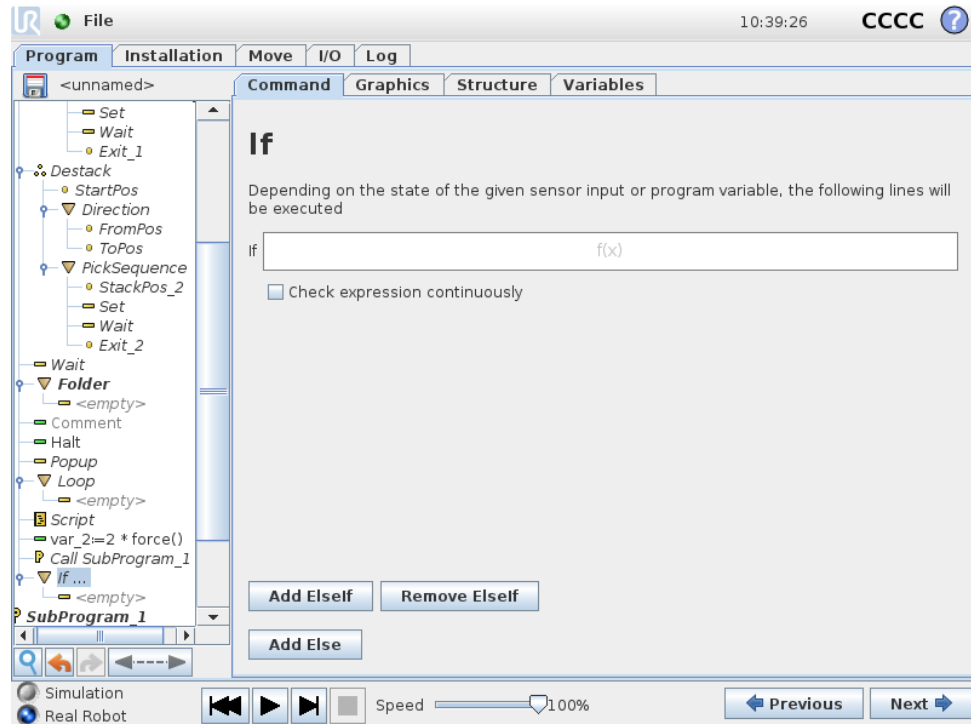 UR File 10:39:26 CCCC ?
Program Installation Move I/O Log
<unnamed>
Command Graphics Structure Variables
Set
Wait
Exit_1
Destack
StartPos
Direction
FromPos
ToPos
PickSequence
StackPos_2
Set
Wait
Exit_2
Wait
Folder
<empty>
Comment
Halt
Popup
Loop
<empty>
Script
var_2:=2 * force()
P Call SubProgram_1
If ...
<empty>
P SubProgram_1
If
Depending on the state of the given sensor input or program variable, the following lines will
be executed
If f(x)
Check expression continuously
Add ElseIf Remove ElseIf
Add Else
Simulation
Real Robot
Speed 100%
Previous Next